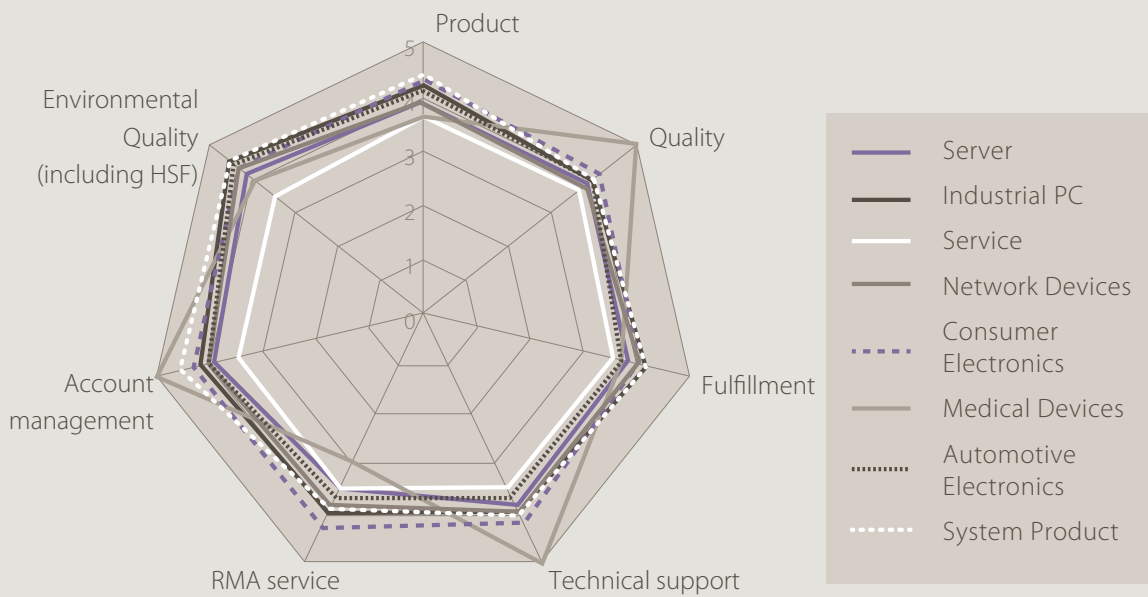 Product
5
4
3
2
1
0
Environmental
Quality
(including HSF)
Quality
Account
management
Fulfillment
RMA service
Technical support
Server
Industrial PC
Service
Network Devices
Consumer
Electronics
Medical Devices
Automotive
Electronics
System Product